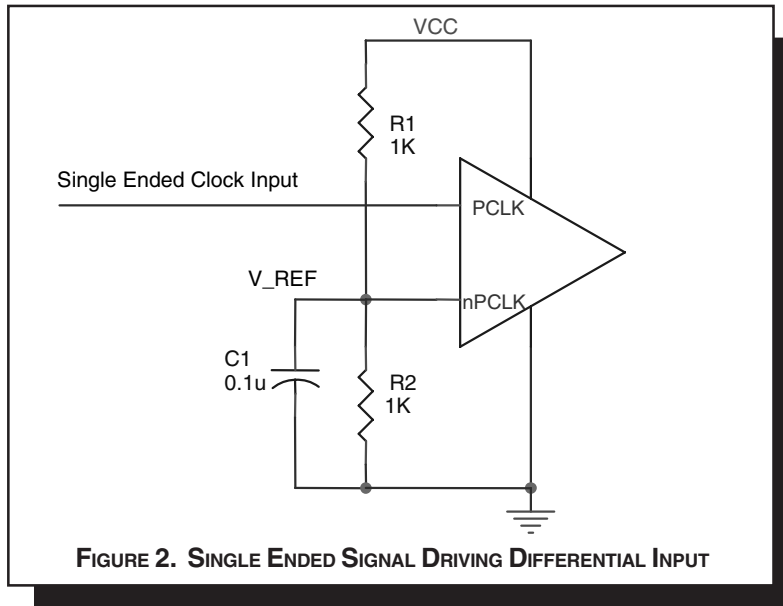 VCC
R1
1K
Single Ended Clock Input
PCLK
V_REF
nPCLK
C1
0.1u
R2
1K
FIGURE 2. SINGLE ENDED SIGNAL DRIVING DIFFERENTIAL INPUT